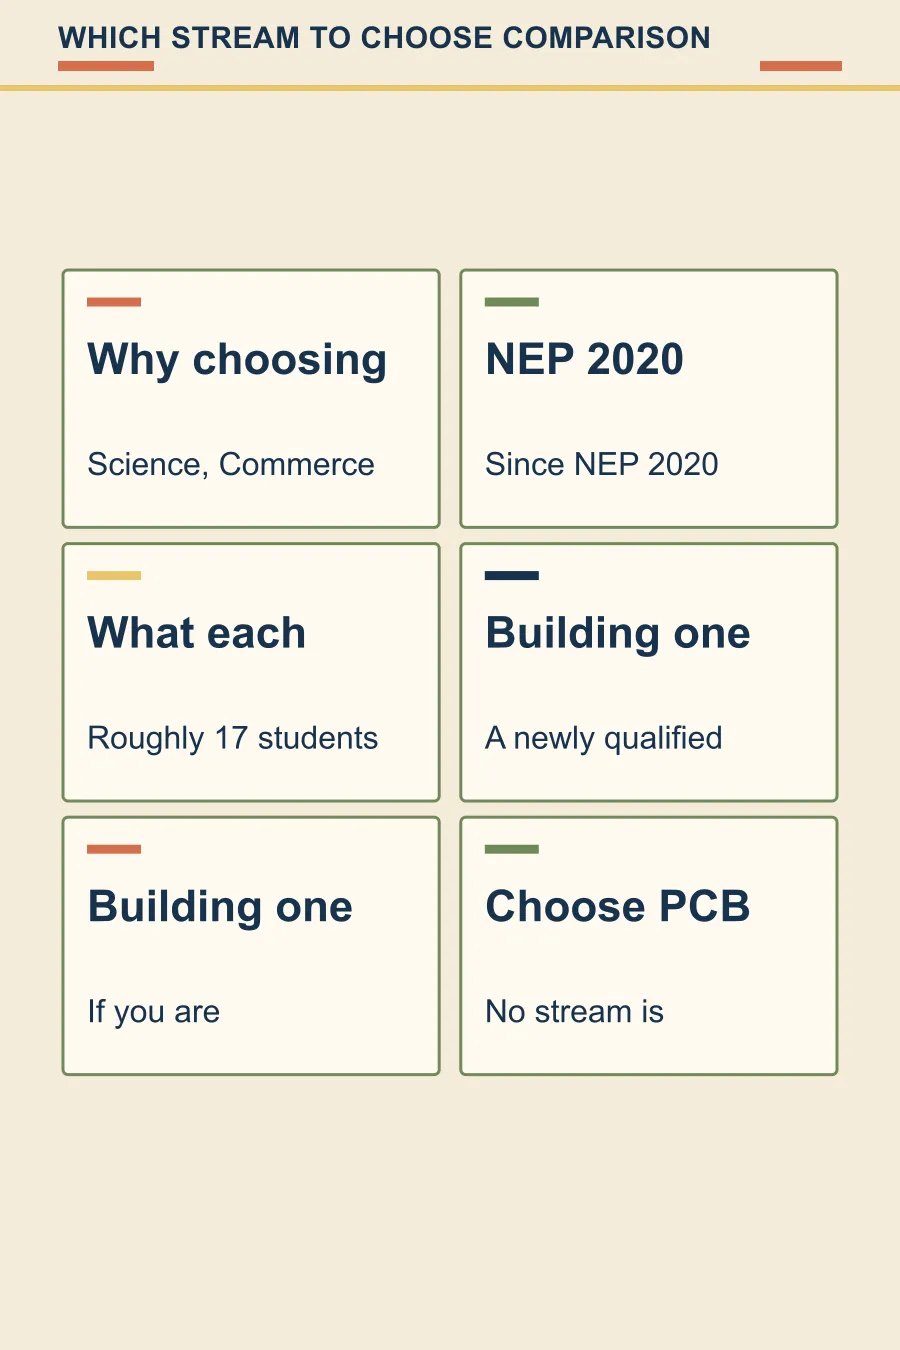 WHICH STREAM TO CHOOSE COMPARISON
Why choosing
Science, Commerce
NEP 2020
Since NEP 2020
What each
Roughly 17 students
Building one
A newly qualified
Building one
If you are
Choose PCB
No stream is